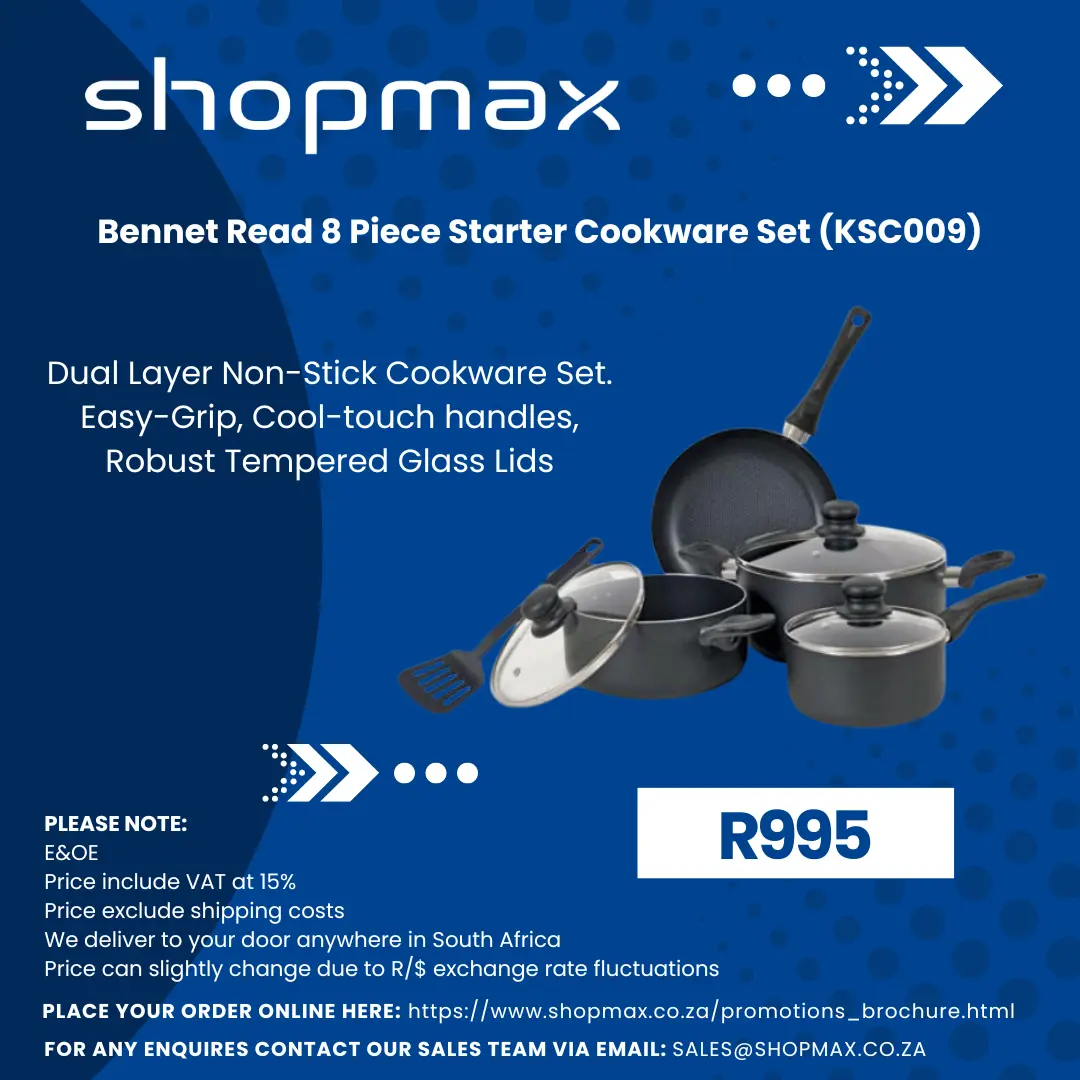 shopmax
Bennet Read 8 Piece Starter Cookware Set (KSC009)
Dual Layer Non-Stick Cookware Set.
Easy-Grip, Cool-touch handles,
Robust Tempered Glass Lids
R995
PLEASE NOTE:
E&OE
Price include VAT at 15%
Price exclude shipping costs
We deliver to your door anywhere in South Africa
Price can slightly change due to R/$ exchange rate fluctuations
PLACE YOUR ORDER ONLINE HERE: https://www.shopmax.co.za/promotions_brochure.html
FOR ANY ENQUIRES CONTACT OUR SALES TEAM VIA EMAIL: SALES@SHOPMAX.CO.ZA